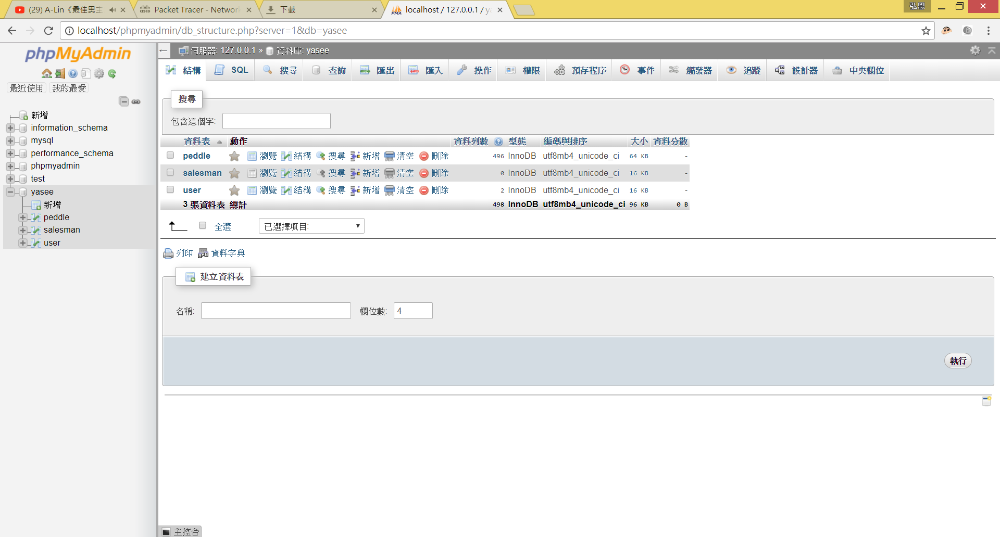 (29) A-Lin《最佳男主
Packet Tracer - Network
下載
localhost / 127.0.0.1 / ya
弘恩
localhost/phpmyadmin/db_structure.php?server=1&db=yasee
phpMyAdmin
最近使用 我的最愛
新增
information_schema
mysql
performance_schema
phpmyadmin
test
yasee
新增
peddle
salesman
user
伺服器: 127.0.0.1 » 資料庫: yasee
結構 SQL 搜尋 查詢 匯出 匯入 操作 權限 預存程序 事件 觸發器 追蹤 設計器 中央欄位
搜尋
包含這個字:
資料表 動作 資料列數 型態 編碼與排序 大小 資料分散
peddle 瀏覽 結構 搜尋 新增 清空 刪除 496 InnoDB utf8mb4_unicode_ci 64 KB -
salesman 瀏覽 結構 搜尋 新增 清空 刪除 0 InnoDB utf8mb4_unicode_ci 16 KB -
user 瀏覽 結構 搜尋 新增 清空 刪除 2 InnoDB utf8mb4_unicode_ci 16 KB -
3 張資料表 總計 498 InnoDB utf8mb4_unicode_ci 96 KB 0 B
全選 已選擇項目:
列印 資料字典
建立資料表
名稱: 欄位數: 4
執行
主控台